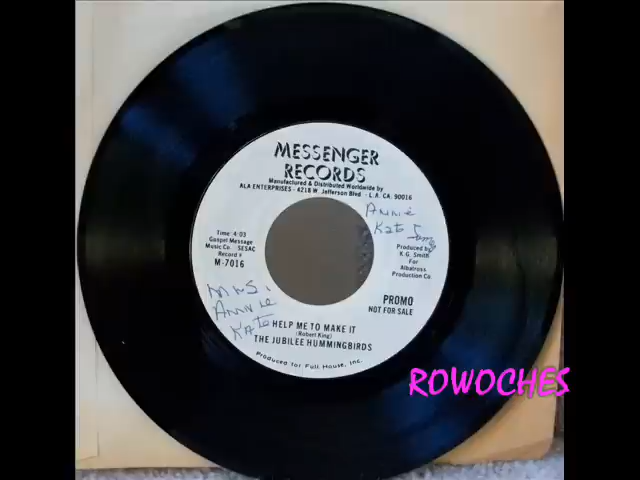 MESSENGER
RECORDS
Manufactured & Distributed Worldwide by
ALA ENTERPRISES - 4218 W. Jefferson Blvd. - L.A. CA. 90016
ANNIE
Kate
Time: 4:03
Gospel Message
Music Co. SESAC
Record #
M-7016
Produced by
K.G. Smith
For
Albatross
Production Co.
MRS.
ANNIE
KATE
PROMO
NOT FOR SALE
HELP ME TO MAKE IT
(Robert King)
THE JUBILEE HUMMINGBIRDS
Produced for Full House, Inc.
ROWOCHES